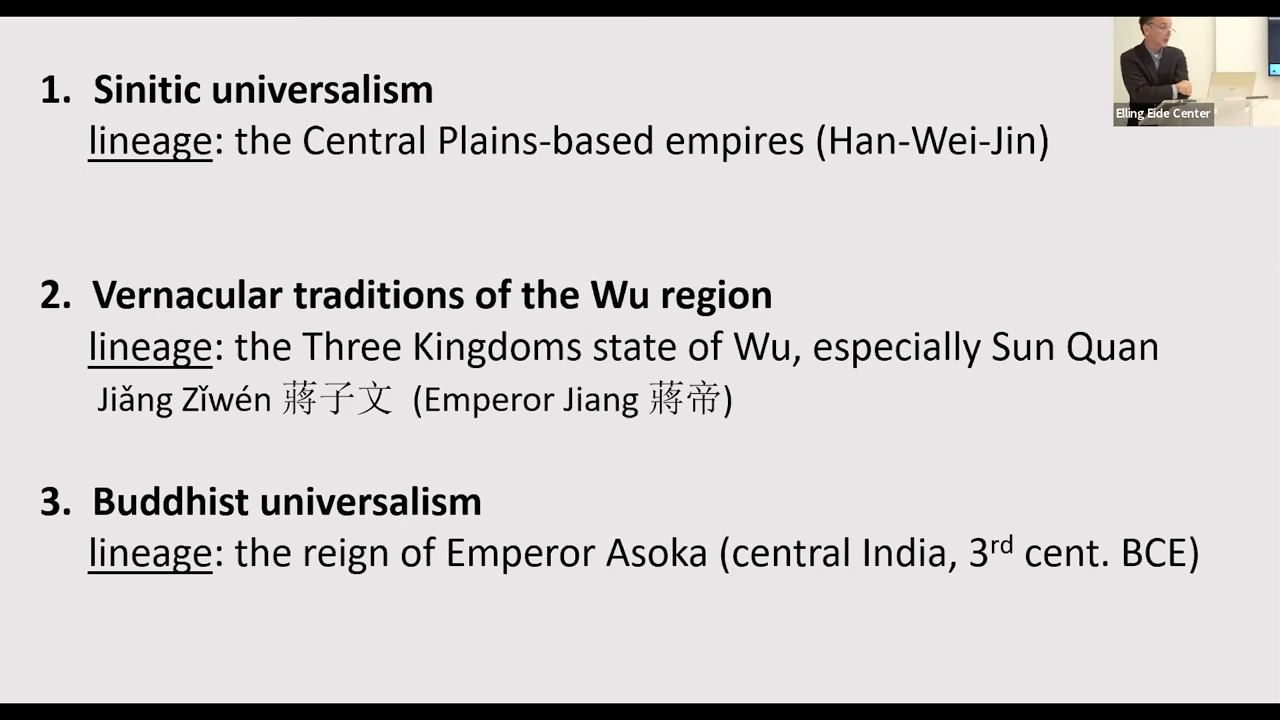 1. Sinitic universalism
lineage: the Central Plains-based empires (Han-Wei-Jin)
2. Vernacular traditions of the Wu region
lineage: the Three Kingdoms state of Wu, especially Sun Quan
Jiǎng Zǐwén 蔣子文 (Emperor Jiang 蔣帝)
3. Buddhist universalism
lineage: the reign of Emperor Asoka (central India, 3rd cent. BCE)
Elling Eide Center